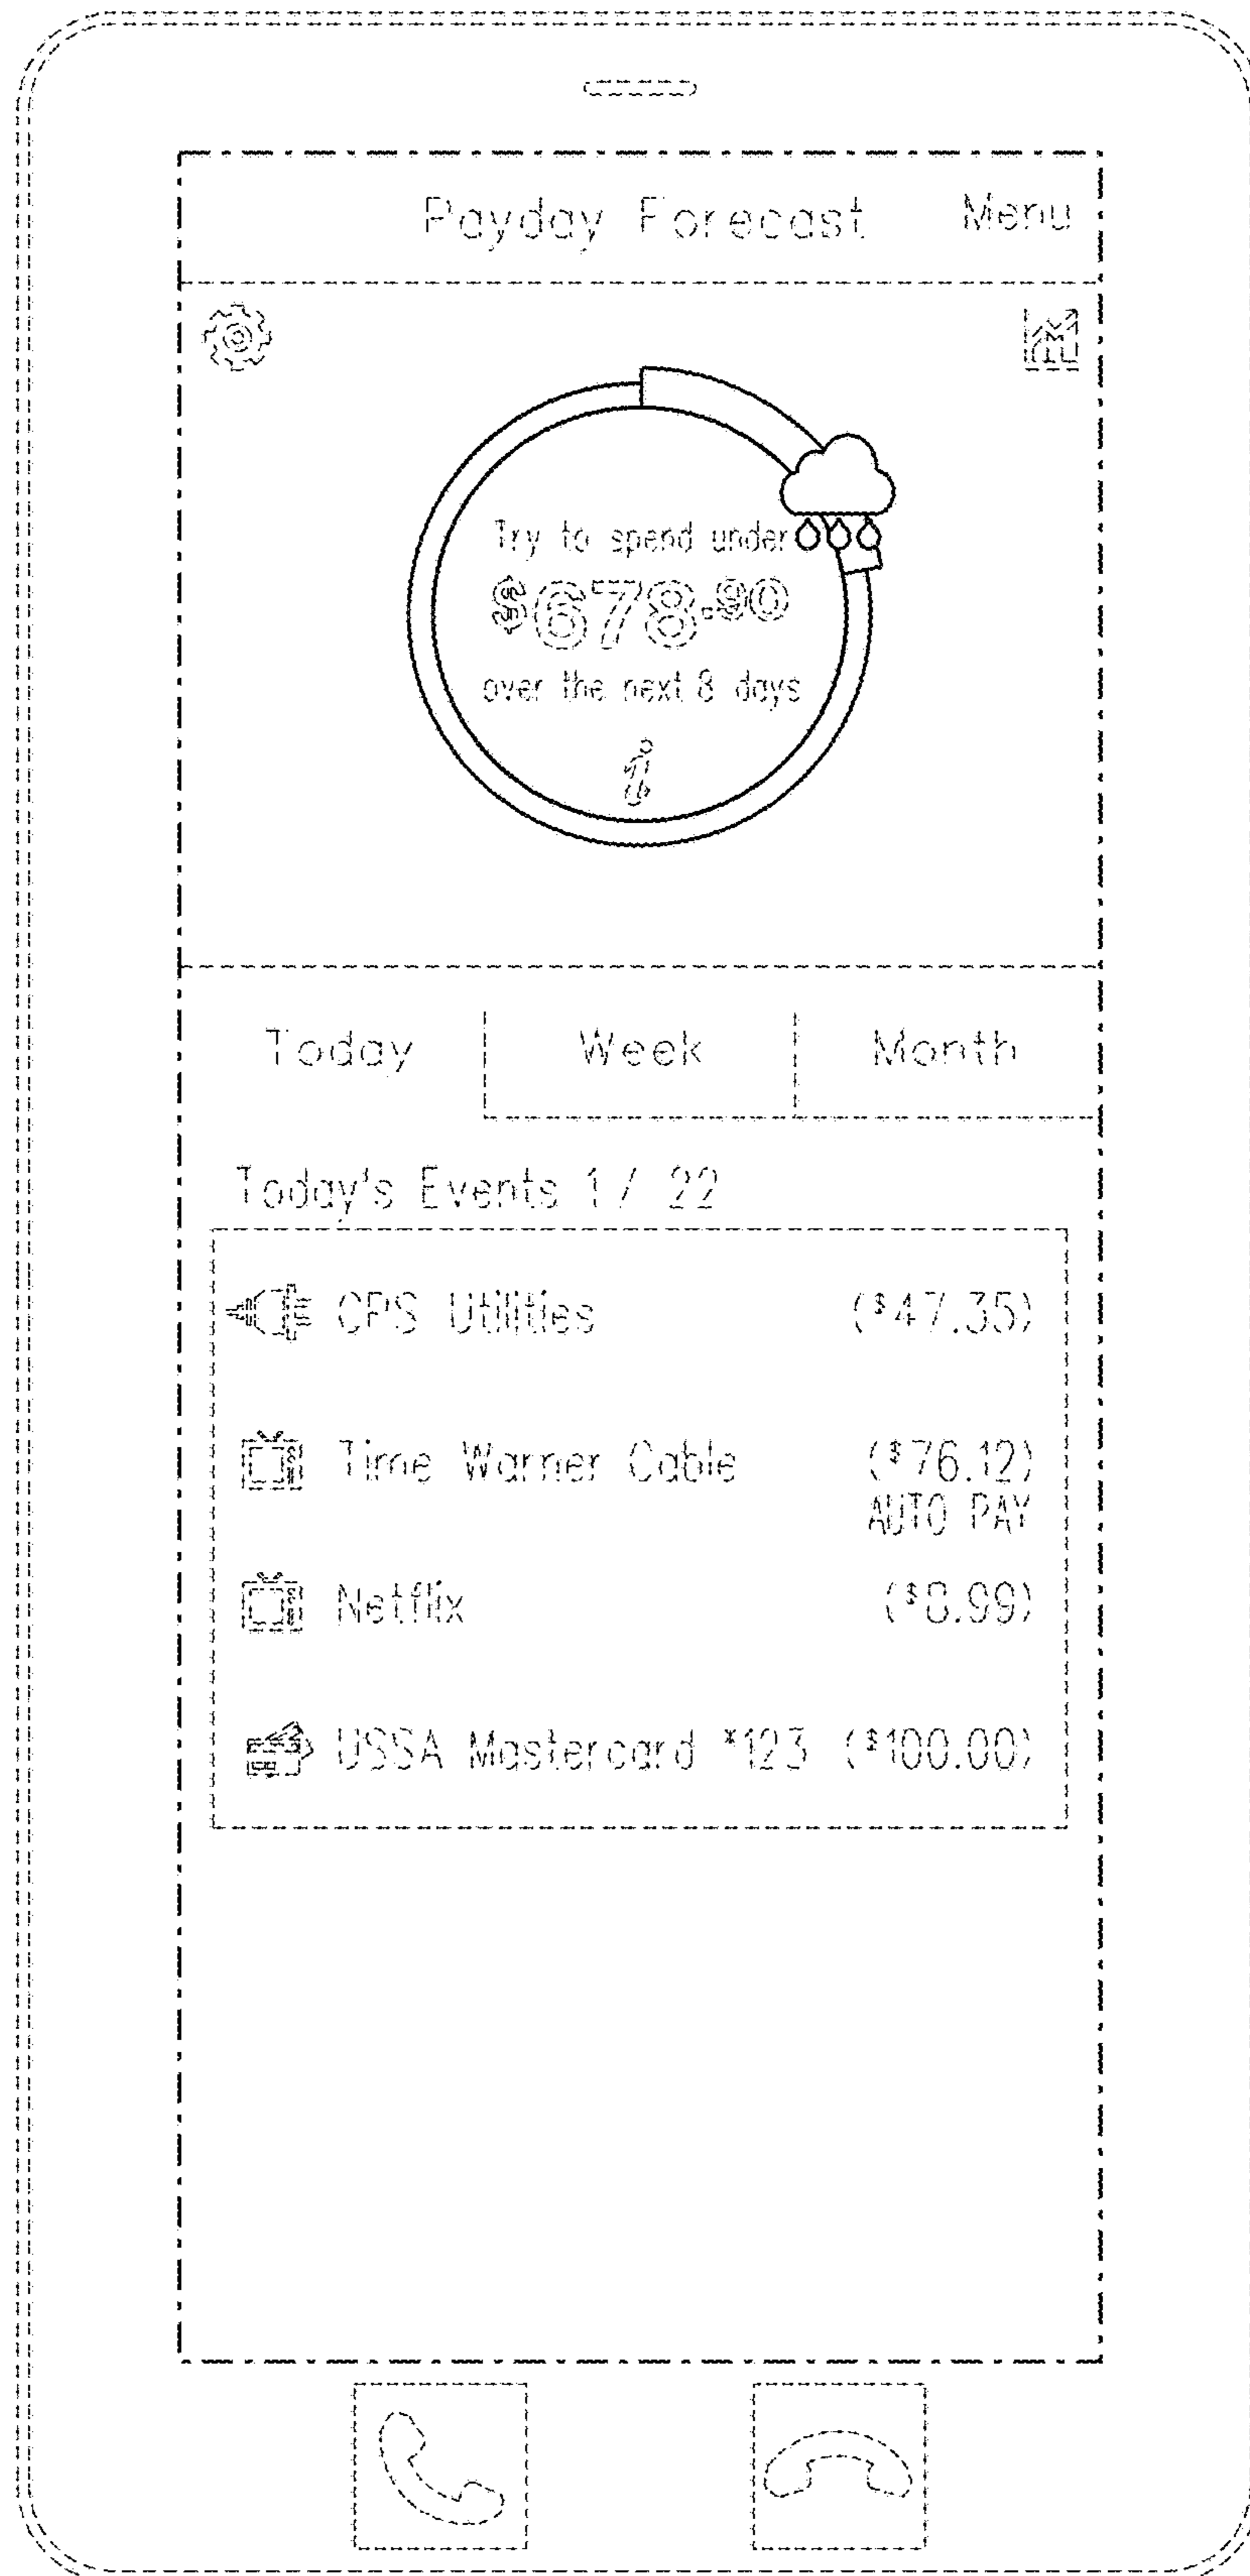 Payday Forecast Menu
Try to spend under
$678.90
over the next 8 days
i
Today Week Month
Today's Events 1 / 22
CPS Utilities ($47.35)
Time Warner Cable ($76.12)
AUTO PAY
Netflix ($8.99)
USSA Mastercard *123 ($100.00)